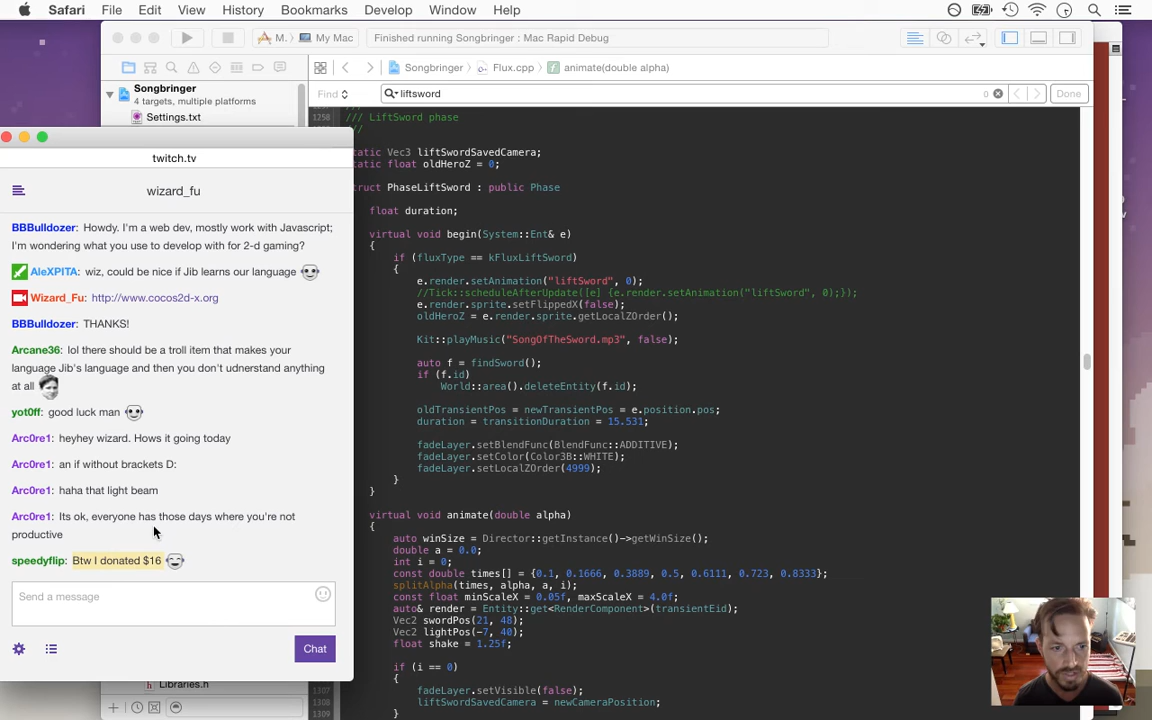 Safari File Edit View History Bookmarks Develop Window Help
M. My Mac Finished running Songbringer : Mac Rapid Debug
Songbringer Flux.cpp animate(double alpha)
Songbringer
4 targets, multiple platforms
Settings.txt
Find liftsword 0 Done
1258 /// LiftSword phase
///
static Vec3 liftSwordSavedCamera;
static float oldHeroZ = 0;
struct PhaseLiftSword : public Phase
float duration;
virtual void begin(System::Ent& e)
{
if (fluxType == kFluxLiftSword)
{
e.render.setAnimation("liftSword", 0);
//Tick::scheduleAfterUpdate([e] {e.render.setAnimation("liftSword", 0);});
e.render.sprite.setFlippedX(false);
oldHeroZ = e.render.sprite.getLocalZOrder();
Kit::playMusic("SongOfTheSword.mp3", false);
auto f = findSword();
if (f.id)
World::area().deleteEntity(f.id);
oldTransientPos = newTransientPos = e.position.pos;
duration = transitionDuration = 15.531;
fadeLayer.setBlendFunc(BlendFunc::ADDITIVE);
fadeLayer.setColor(Color3B::WHITE);
fadeLayer.setLocalZOrder(4999);
}
}
virtual void animate(double alpha)
{
auto winSize = Director::getInstance()->getWinSize();
double a = 0.0;
int i = 0;
const double times[] = {0.1, 0.1666, 0.3889, 0.5, 0.6111, 0.723, 0.8333};
splitAlpha(times, alpha, a, i);
const float minScaleX = 0.05f, maxScaleX = 4.0f;
auto& render = Entity::get<RenderComponent>(transientEid);
Vec2 swordPos(21, 48);
Vec2 lightPos(-7, 40);
float shake = 1.25f;
if (i == 0)
{
fadeLayer.setVisible(false);
1307 liftSwordSavedCamera = newCameraPosition;
1309 }
twitch.tv
wizard_fu
BBBulldozer: Howdy. I'm a web dev, mostly work with Javascript;
I'm wondering what you use to develop with for 2-d gaming?
AleXPITA: wiz, could be nice if Jib learns our language
Wizard_Fu: http://www.cocos2d-x.org
BBBulldozer: THANKS!
Arcane36: lol there should be a troll item that makes your
language Jib's language and then you don't udnerstand anything
at all
yot0ff: good luck man
Arc0re1: heyhey wizard. Hows it going today
Arc0re1: an if without brackets D:
Arc0re1: haha that light beam
Arc0re1: Its ok, everyone has those days where you're not
productive
speedyflip: Btw I donated $16
Send a message
Chat
Libraries.h